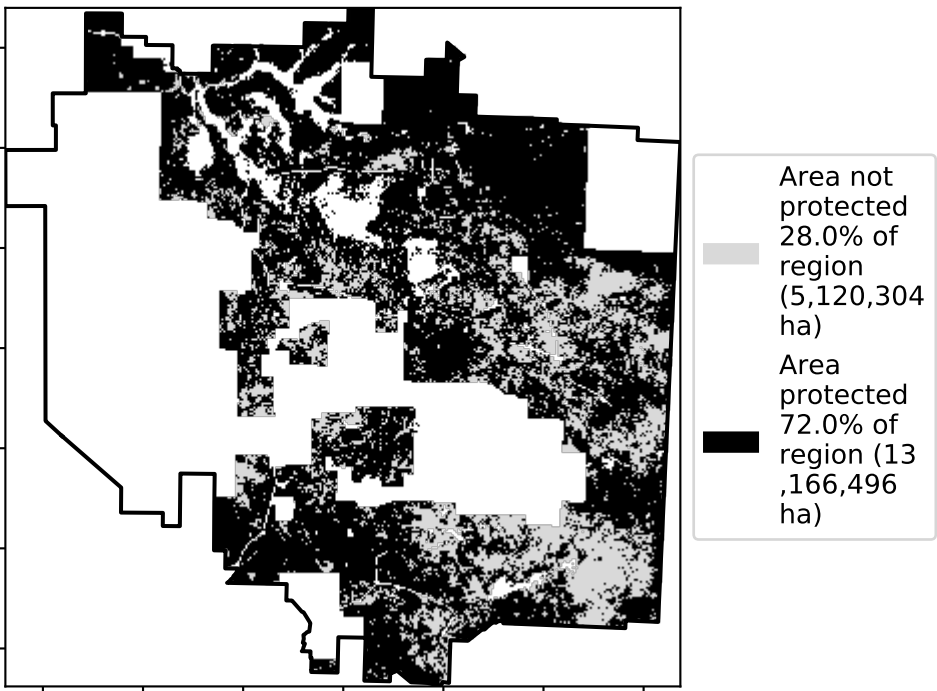 Area not
protected
28.0% of
region
(5,120,304
ha)
Area
protected
72.0% of
region (13
,166,496
ha)